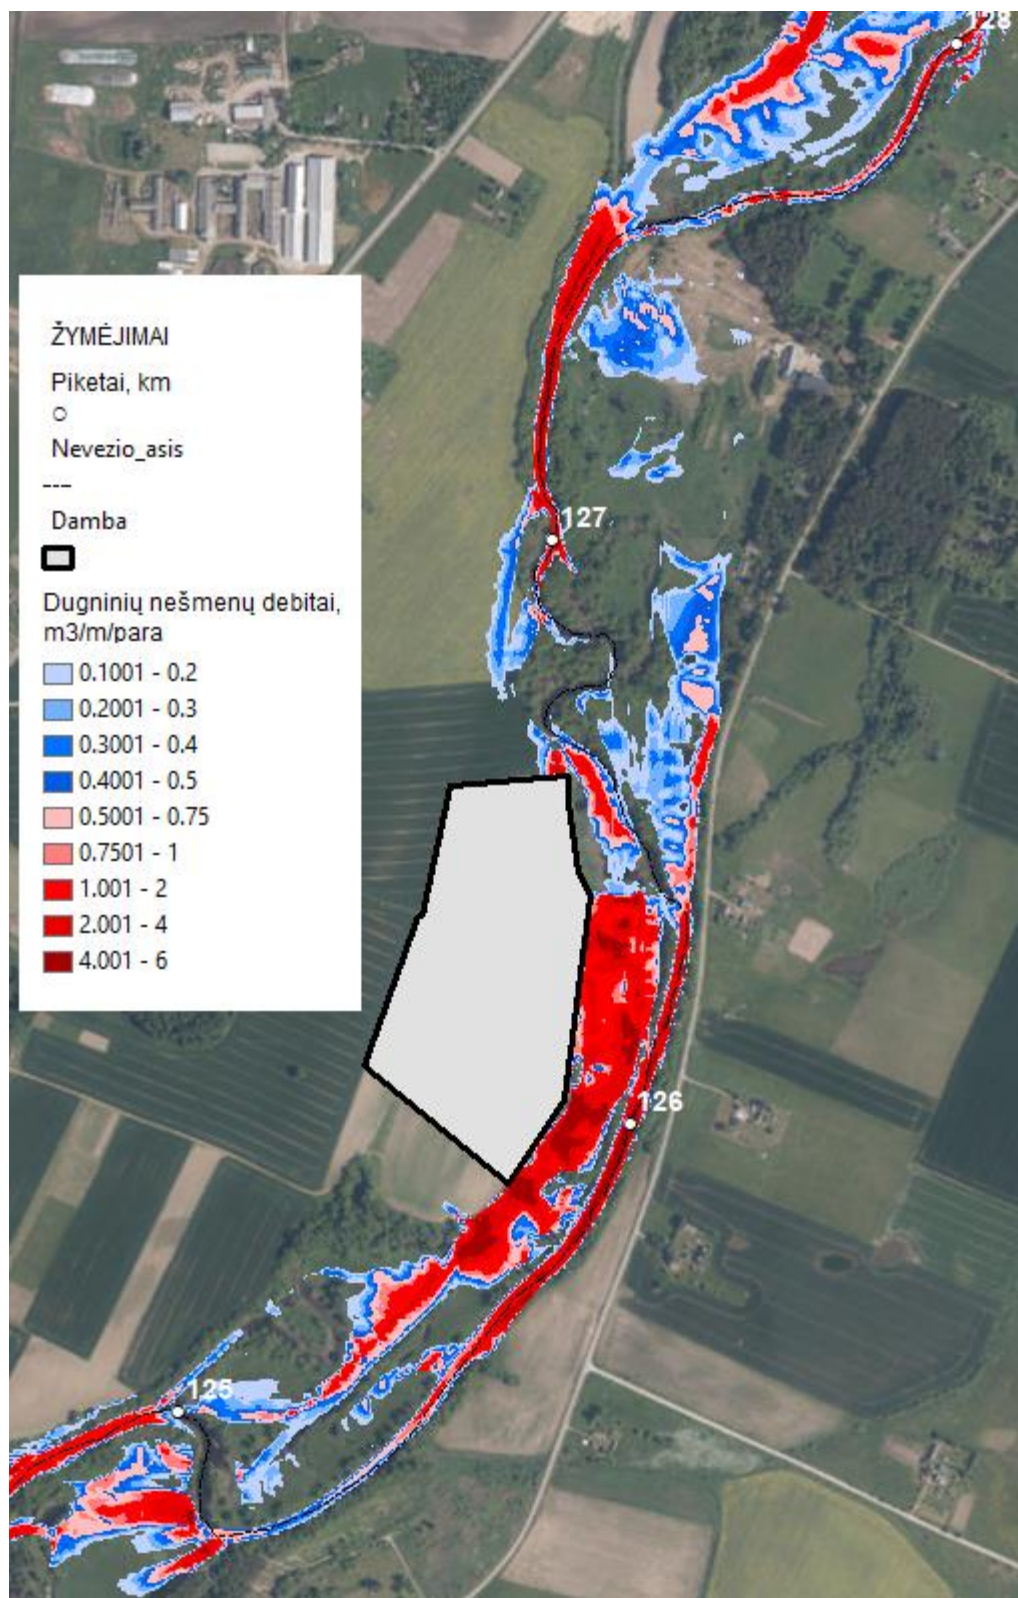 128
ŽYMĖJIMAI
Piketai, km
Nevezio_asis
Damba
Dugninių nešmenų debitai,
m3/m/para
0.1001 - 0.2
0.2001 - 0.3
0.3001 - 0.4
0.4001 - 0.5
0.5001 - 0.75
0.7501 - 1
1.001 - 2
2.001 - 4
4.001 - 6
127
126
125